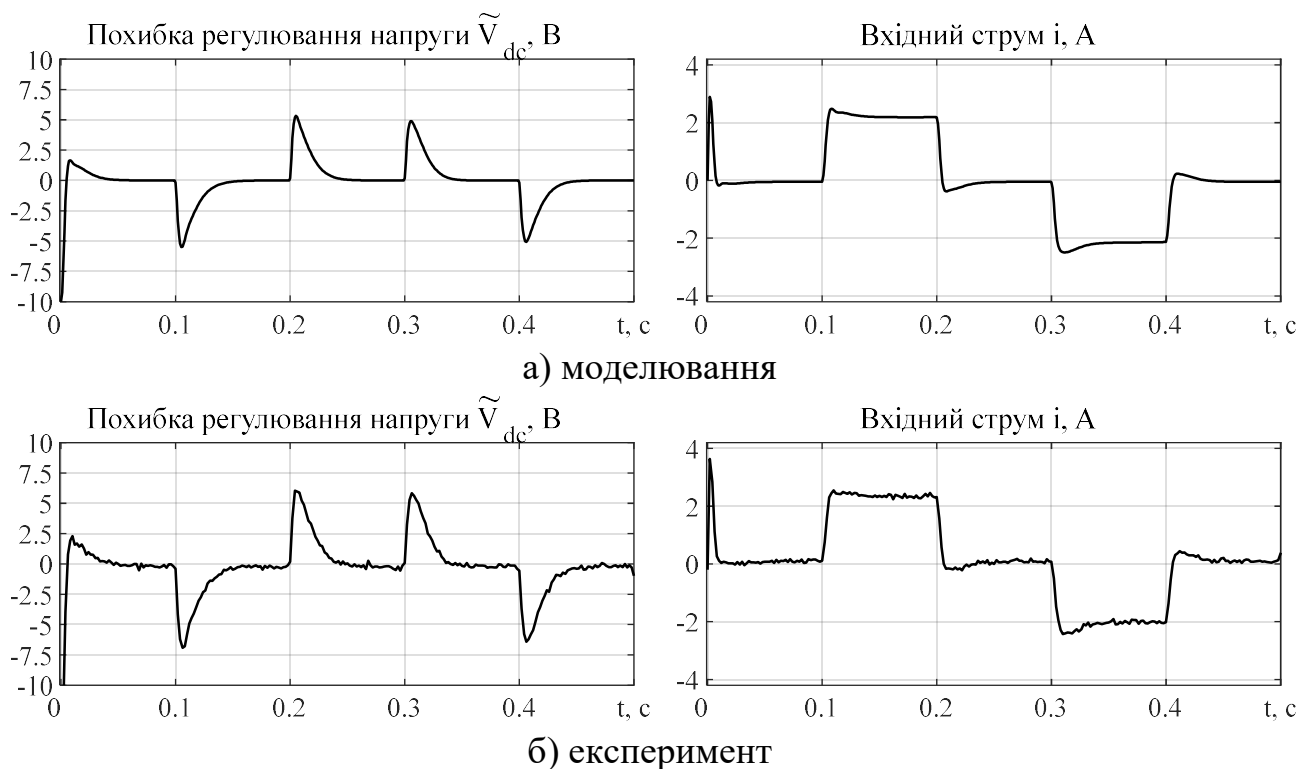 Похибка регулювання напруги Ṽdc, В
10
7.5
5
2.5
0
-2.5
-5
-7.5
-10
0 0.1 0.2 0.3 0.4 t, с
Вхідний струм i, А
4
2
0
-2
-4
0 0.1 0.2 0.3 0.4 t, с
а) моделювання
Похибка регулювання напруги Ṽdc, В
10
7.5
5
2.5
0
-2.5
-5
-7.5
-10
0 0.1 0.2 0.3 0.4 t, с
Вхідний струм i, А
4
2
0
-2
-4
0 0.1 0.2 0.3 0.4 t, с
б) експеримент